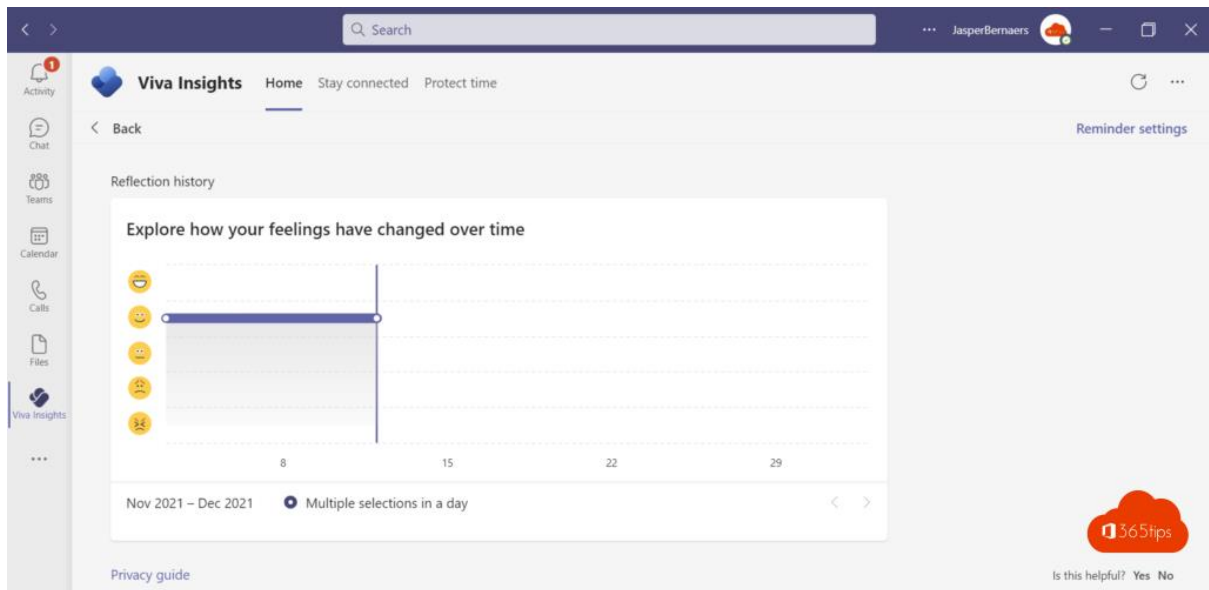 Search
JasperBernaers
1
Activity
Chat
Teams
Calendar
Calls
Files
Viva Insights
Viva Insights Home Stay connected Protect time
Back
Reminder settings
Reflection history
Explore how your feelings have changed over time
8 15 22 29
Nov 2021 – Dec 2021 Multiple selections in a day
365tips
Privacy guide
Is this helpful? Yes No